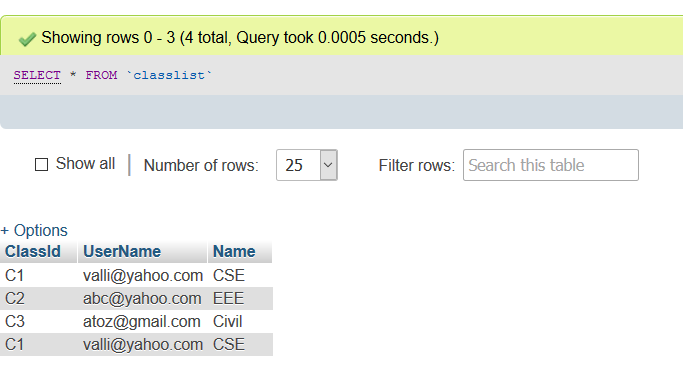 Showing rows 0 - 3 (4 total, Query took 0.0005 seconds.)
SELECT * FROM `classlist`
Show all | Number of rows: 25 Filter rows: Search this table
+ Options
ClassId UserName Name
C1 valli@yahoo.com CSE
C2 abc@yahoo.com EEE
C3 atoz@gmail.com Civil
C1 valli@yahoo.com CSE